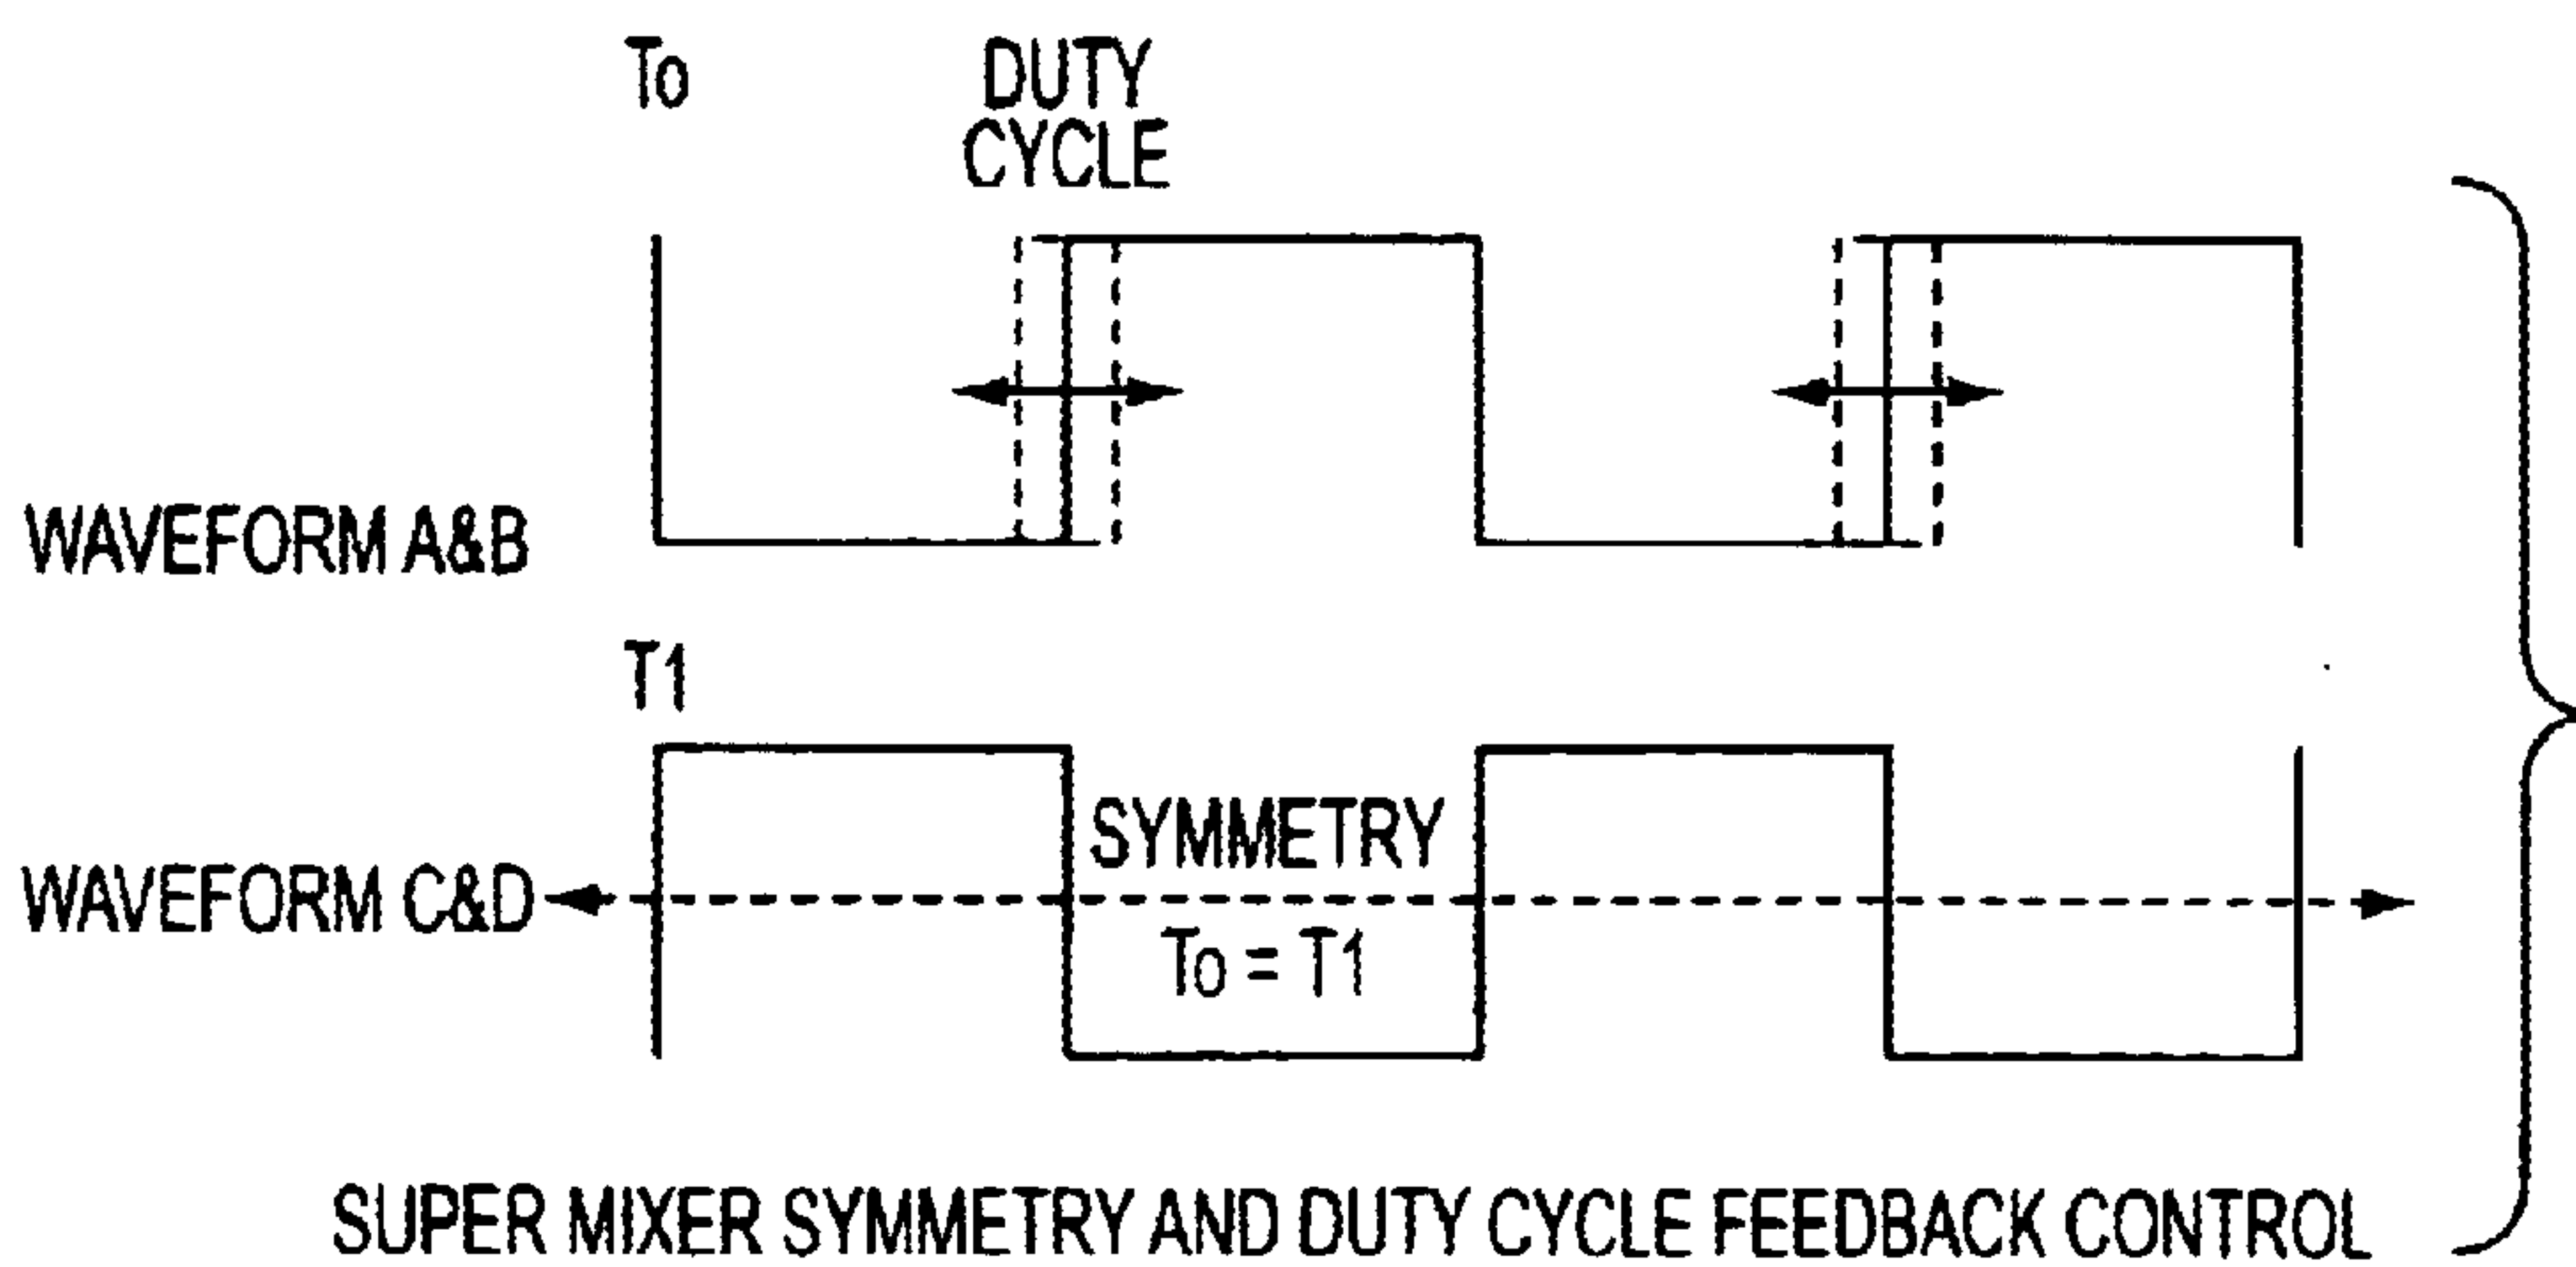 To
DUTY
CYCLE
WAVEFORM A&B
T1
SYMMETRY
WAVEFORM C&D
To = T1
SUPER MIXER SYMMETRY AND DUTY CYCLE FEEDBACK CONTROL